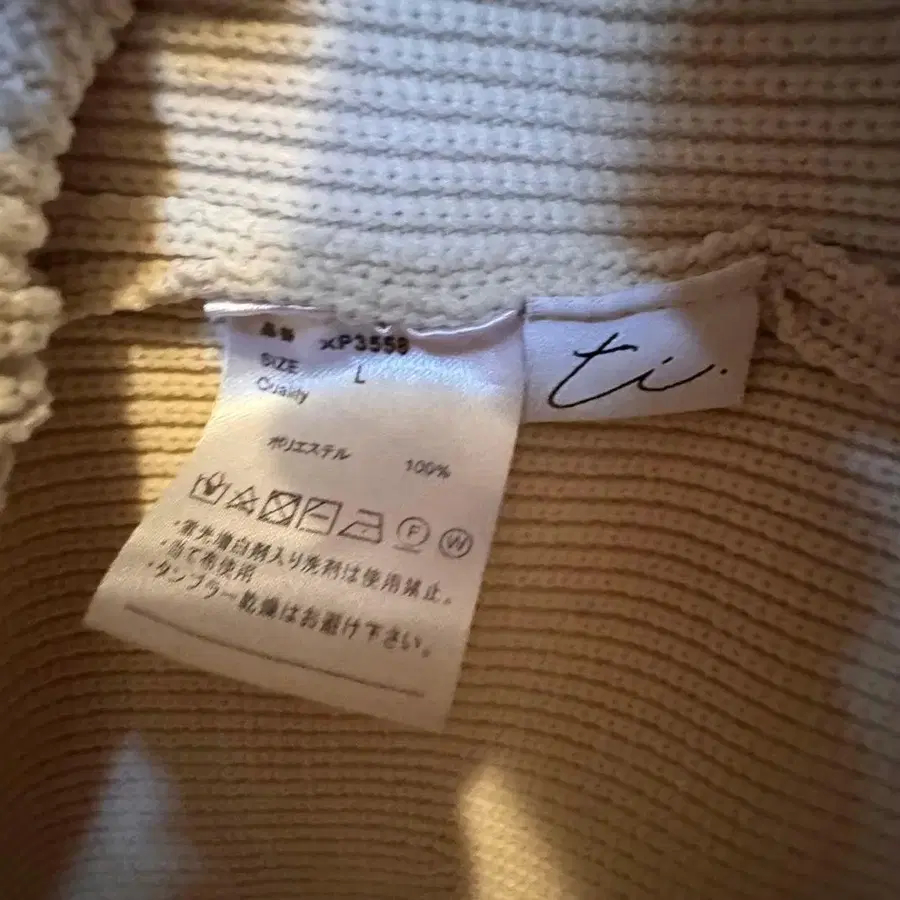 品番 XP3558
SIZE L
Quality
ポリエステル 100%
F W
・蛍光増白剤入り洗剤は使用禁止。
・当て布使用
・タンブラー乾燥はお避け下さい。
ti.